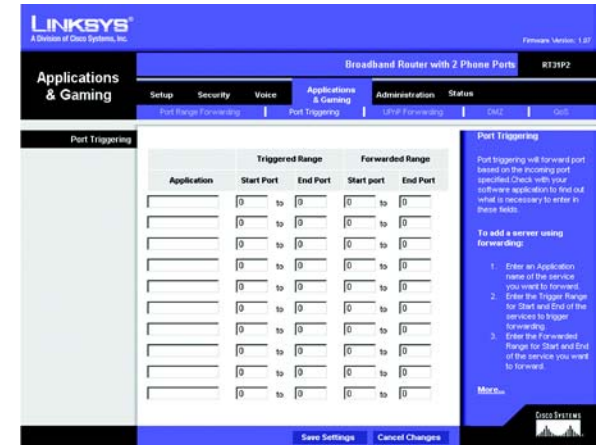 LINKSYS®
A Division of Cisco Systems, Inc.
Firmware Version: 1.07
Broadband Router with 2 Phone Ports RT31P2
Applications & Gaming
Setup Security Voice Applications & Gaming Administration Status
Port Range Forwarding Port Triggering UPnP Forwarding DMZ QoS
Port Triggering
Triggered Range Forwarded Range
Application Start Port End Port Start port End Port
0 to 0 0 to 0
0 to 0 0 to 0
0 to 0 0 to 0
0 to 0 0 to 0
0 to 0 0 to 0
0 to 0 0 to 0
0 to 0 0 to 0
0 to 0 0 to 0
0 to 0 0 to 0
0 to 0 0 to 0
Port Triggering
Port triggering will forward port
based on the incoming port
specified.Check with your
software application to find out
what is necessary to enter in
these fields.
To add a server using
forwarding:
1. Enter an Application
name of the service
you want to forward.
2. Enter the Trigger Range
for Start and End of the
services to trigger
forwarding.
3. Enter the Forwarded
Range for Start and End
of the service you want
to forward.
More...
Save Settings Cancel Changes
CISCO SYSTEMS